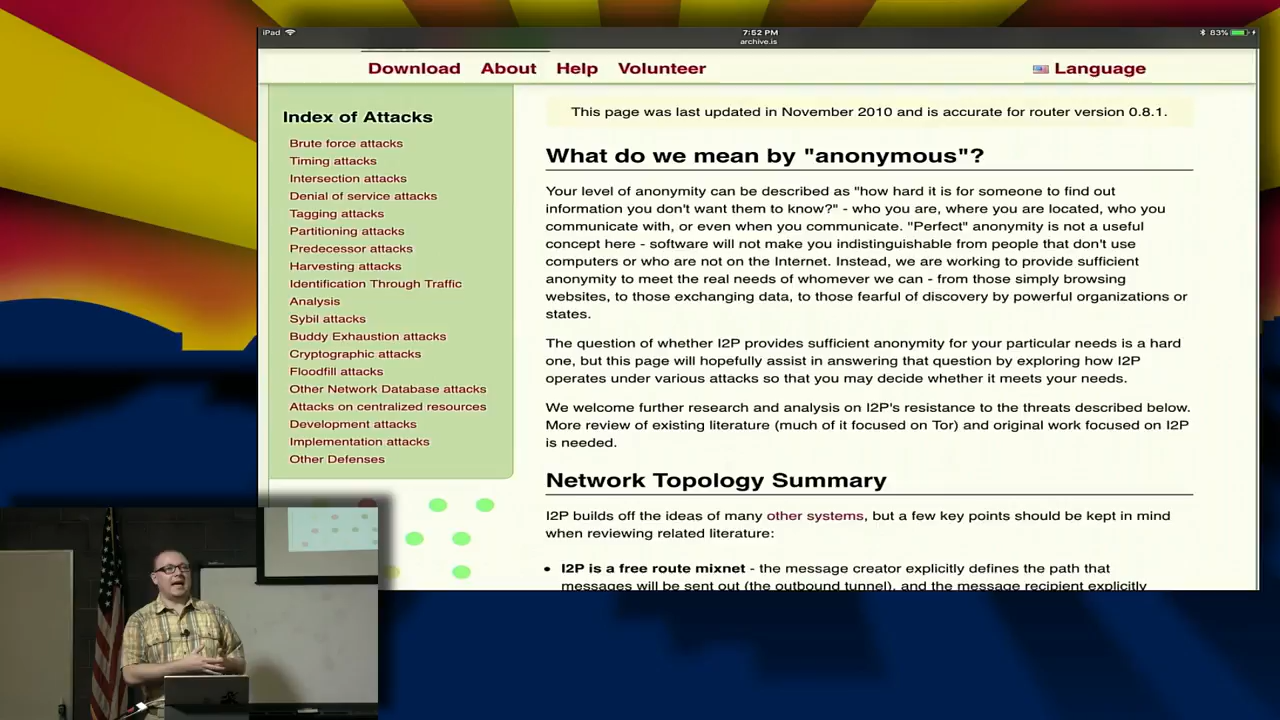 iPad
7:52 PM
83%
archive.is
Download About Help Volunteer
Language
Index of Attacks
Brute force attacks
Timing attacks
Intersection attacks
Denial of service attacks
Tagging attacks
Partitioning attacks
Predecessor attacks
Harvesting attacks
Identification Through Traffic
Analysis
Sybil attacks
Buddy Exhaustion attacks
Cryptographic attacks
Floodfill attacks
Other Network Database attacks
Attacks on centralized resources
Development attacks
Implementation attacks
Other Defenses
This page was last updated in November 2010 and is accurate for router version 0.8.1.
What do we mean by "anonymous"?
Your level of anonymity can be described as "how hard it is for someone to find out
information you don't want them to know?" - who you are, where you are located, who you
communicate with, or even when you communicate. "Perfect" anonymity is not a useful
concept here - software will not make you indistinguishable from people that don't use
computers or who are not on the Internet. Instead, we are working to provide sufficient
anonymity to meet the real needs of whomever we can - from those simply browsing
websites, to those exchanging data, to those fearful of discovery by powerful organizations or
states.
The question of whether I2P provides sufficient anonymity for your particular needs is a hard
one, but this page will hopefully assist in answering that question by exploring how I2P
operates under various attacks so that you may decide whether it meets your needs.
We welcome further research and analysis on I2P's resistance to the threats described below.
More review of existing literature (much of it focused on Tor) and original work focused on I2P
is needed.
Network Topology Summary
I2P builds off the ideas of many other systems, but a few key points should be kept in mind
when reviewing related literature:
• I2P is a free route mixnet - the message creator explicitly defines the path that
messages will be sent out (the outbound tunnel), and the message recipient explicitly